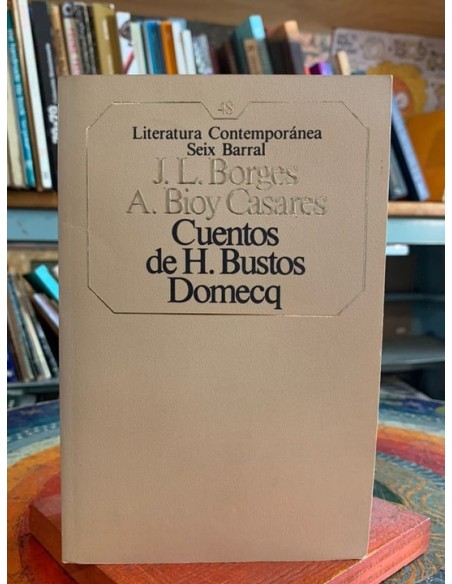 48
Literatura Contemporánea
Seix Barral
J. L. Borges
A. Bioy Casares
Cuentos
de H. Bustos
Domecq